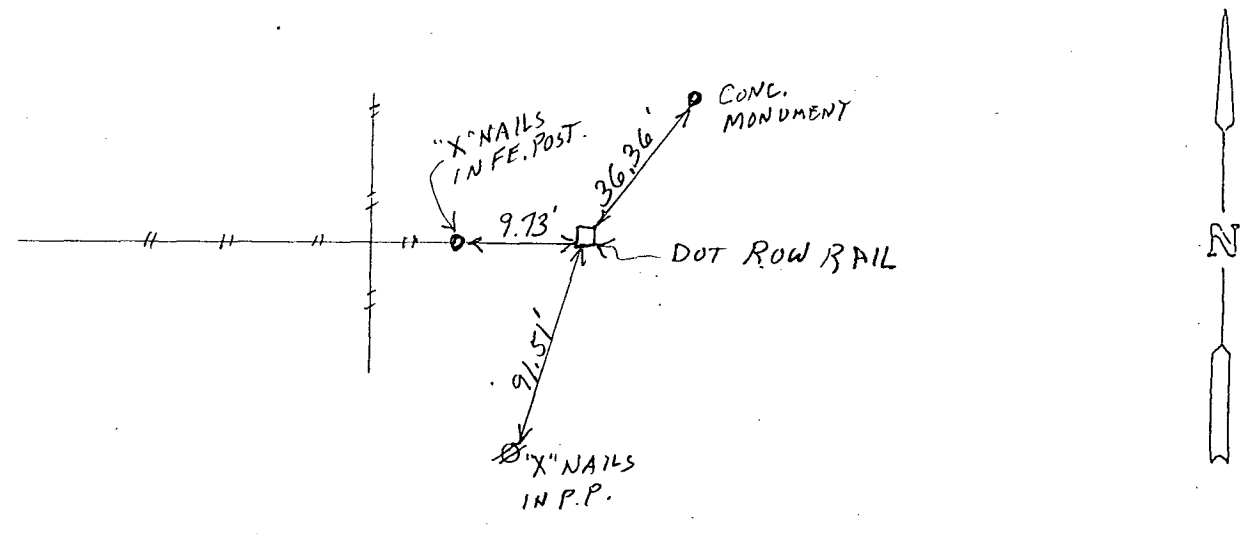 CONC.
MONUMENT
"X" NAILS
IN FE. POST.
36.36'
9.73'
DOT ROW RAIL
N
91.51'
"X" NAILS
IN P.P.